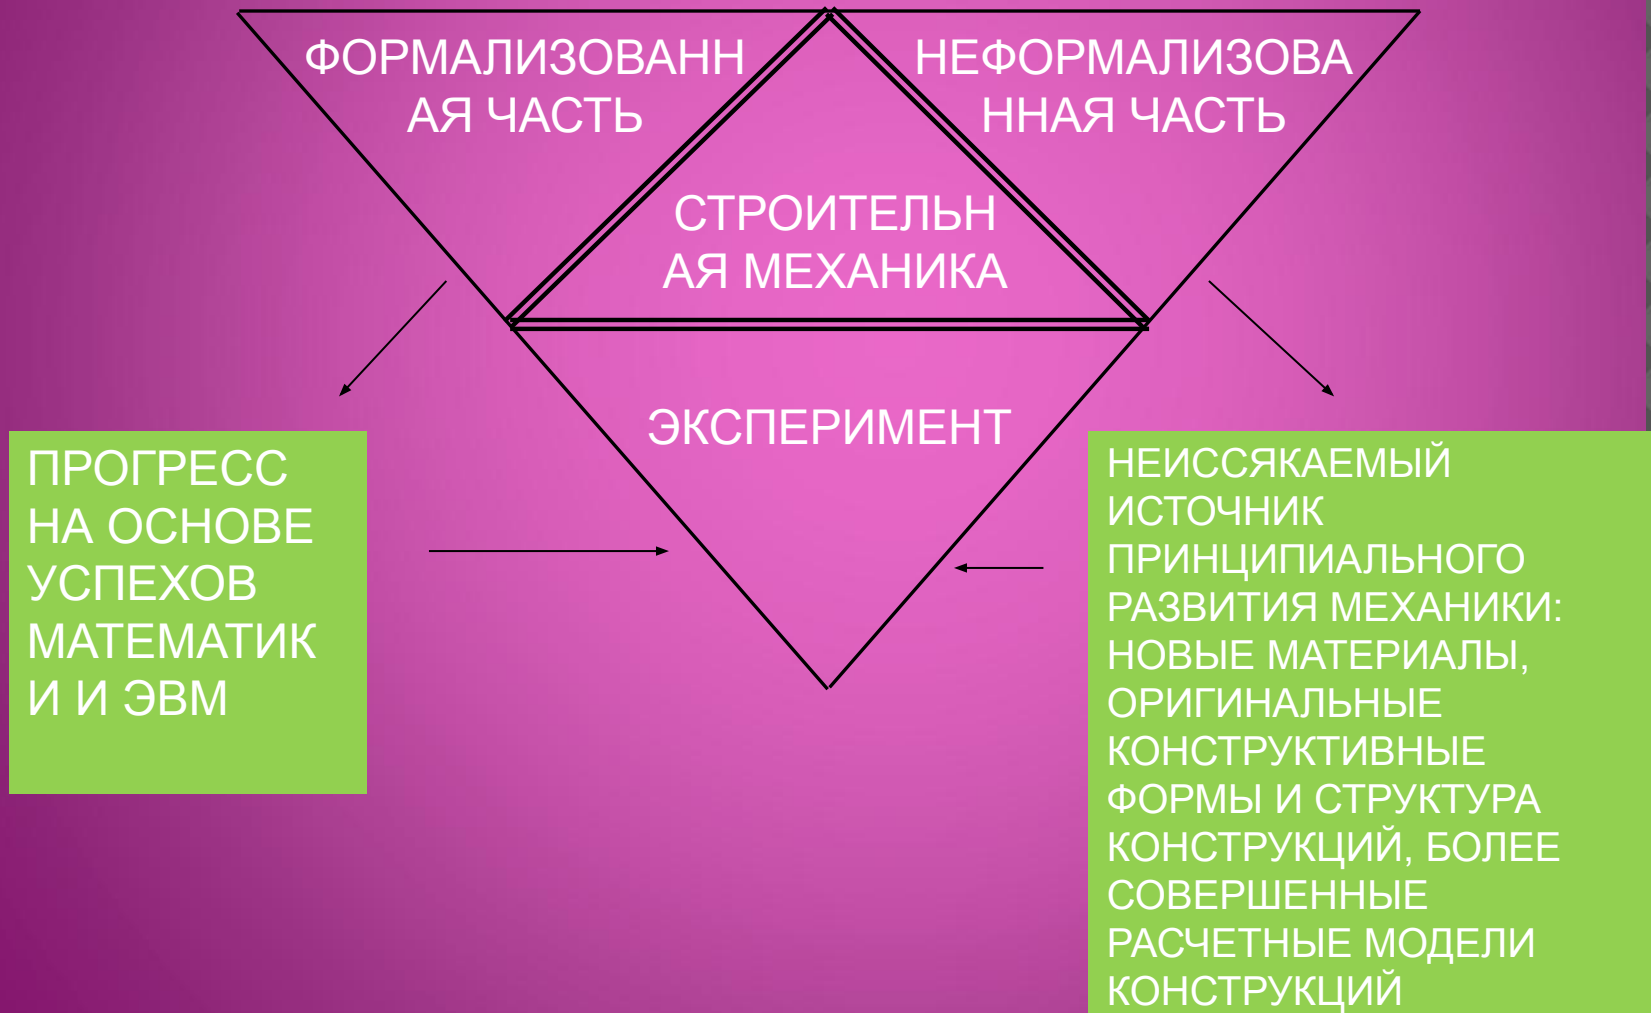 ФОРМАЛИЗОВАНН
АЯ ЧАСТЬ
НЕФОРМАЛИЗОВА
ННАЯ ЧАСТЬ
СТРОИТЕЛЬН
АЯ МЕХАНИКА
ЭКСПЕРИМЕНТ
ПРОГРЕСС
НА ОСНОВЕ
УСПЕХОВ
МАТЕМАТИК
И И ЭВМ
НЕИССЯКАЕМЫЙ
ИСТОЧНИК
ПРИНЦИПИАЛЬНОГО
РАЗВИТИЯ МЕХАНИКИ:
НОВЫЕ МАТЕРИАЛЫ,
ОРИГИНАЛЬНЫЕ
КОНСТРУКТИВНЫЕ
ФОРМЫ И СТРУКТУРА
КОНСТРУКЦИЙ, БОЛЕЕ
СОВЕРШЕННЫЕ
РАСЧЕТНЫЕ МОДЕЛИ
КОНСТРУКЦИЙ